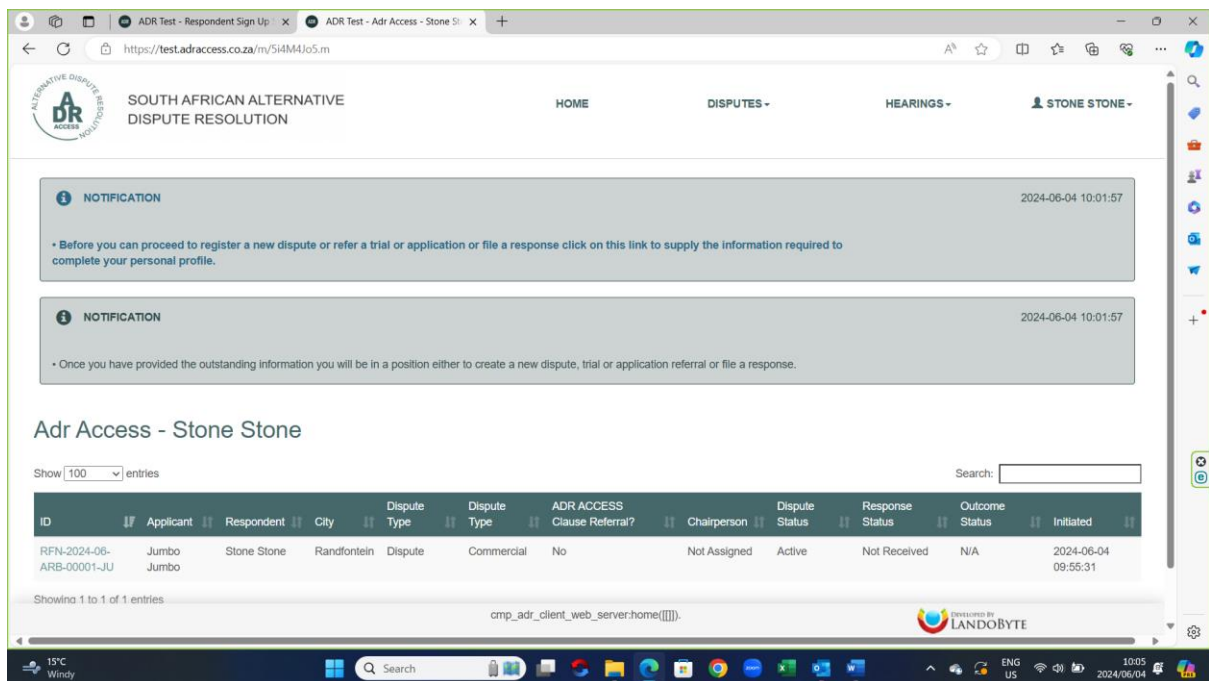 ADR Test - Respondent Sign Up
ADR Test - Adr Access - Stone St
https://test.adraccess.co.za/m/5i4M4Jo5.m
ALTERNATIVE DISPUTE RESOLUTION
ADR
ACCESS
SOUTH AFRICAN ALTERNATIVE
DISPUTE RESOLUTION
HOME
DISPUTES
HEARINGS
STONE STONE
NOTIFICATION
2024-06-04 10:01:57
• Before you can proceed to register a new dispute or refer a trial or application or file a response click on this link to supply the information required to
complete your personal profile.
NOTIFICATION
2024-06-04 10:01:57
• Once you have provided the outstanding information you will be in a position either to create a new dispute, trial or application referral or file a response.
Adr Access - Stone Stone
Show 100 entries
Search:
ID Applicant Respondent City Dispute Type Dispute Type ADR ACCESS Clause Referral? Chairperson Dispute Status Response Status Outcome Status Initiated
RFN-2024-06- Jumbo Stone Stone Randfontein Dispute Commercial No Not Assigned Active Not Received N/A 2024-06-04
ARB-00001-JU Jumbo 09:55:31
Showing 1 to 1 of 1 entries
cmp_adr_client_web_server:home([[]]).
DEVELOPED BY
LANDOBYTE
15°C
Windy
Search
ENG
US
10:05
2024/06/04